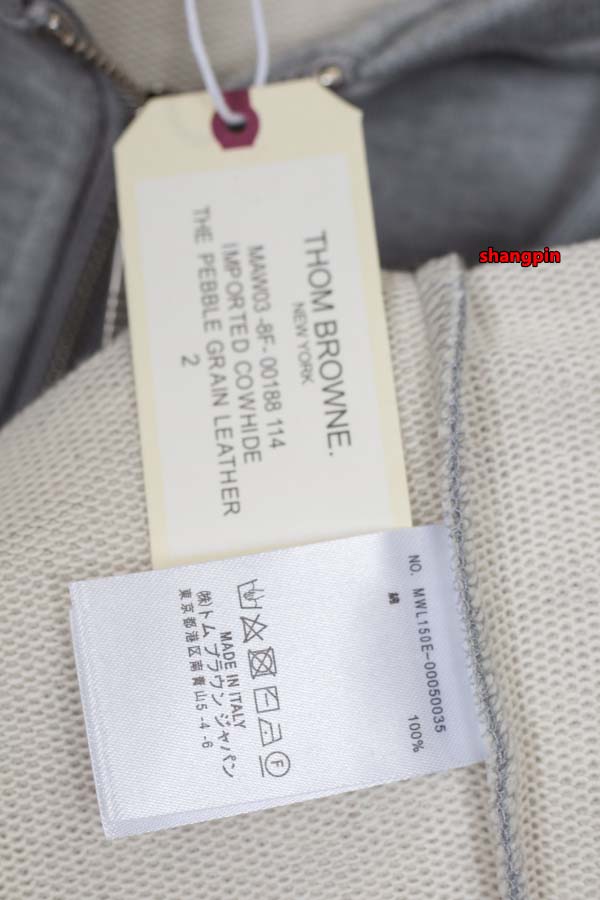 shangpin
THOM BROWNE.
NEW YORK
MAW03 -8F- 00188 114
IMPORTED COWHIDE
THE PEBBLE GRAIN LEATHER
2
NO. MWL150E-00050035
綿 100%
F
MADE IN ITALY
㈱トム ブラウン ジャパン
東京都港区南青山5-4-6